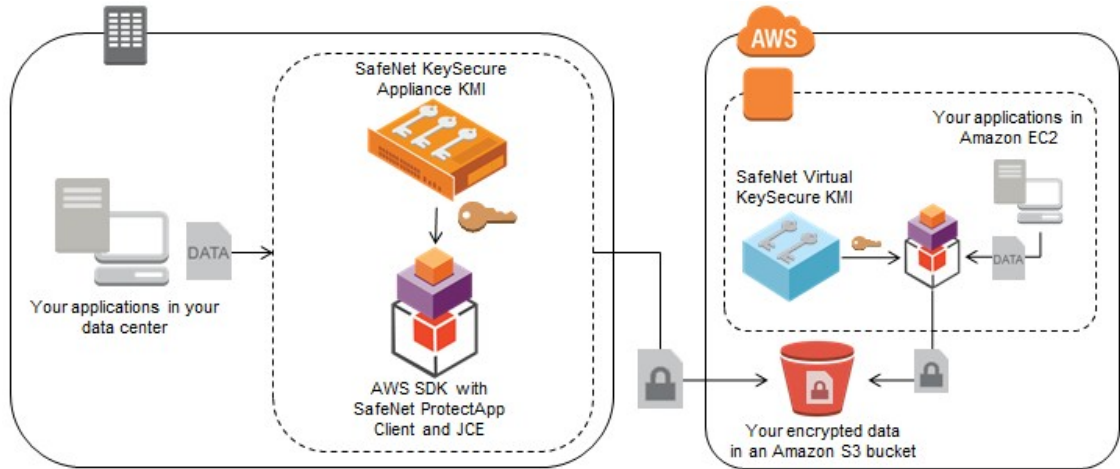 SafeNet KeySecure
Appliance KMI
DATA
Your applications in your
data center
AWS SDK with
SafeNet ProtectApp
Client and JCE
AWS
Your applications in
Amazon EC2
SafeNet Virtual
KeySecure KMI
DATA
Your encrypted data
in an Amazon S3 bucket